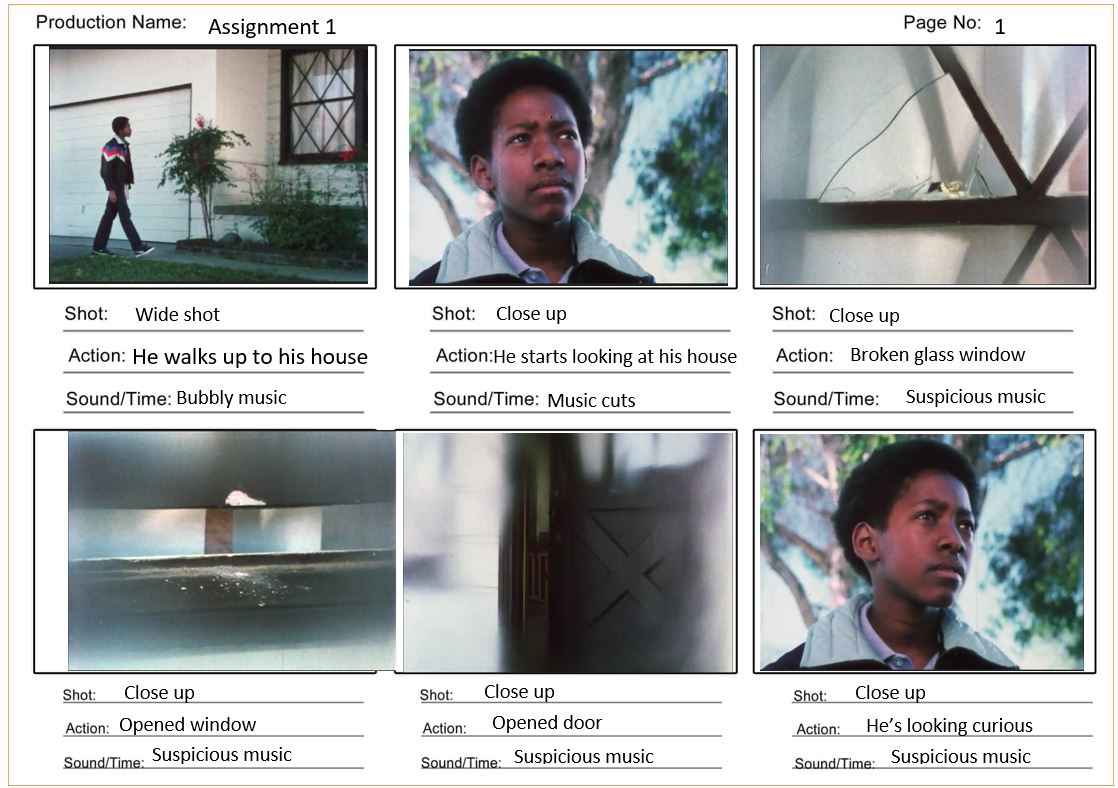 Production Name: Assignment 1 Page No: 1
Shot: Wide shot
Action: He walks up to his house
Sound/Time: Bubbly music
Shot: Close up
Action: He starts looking at his house
Sound/Time: Music cuts
Shot: Close up
Action: Broken glass window
Sound/Time: Suspicious music
Shot: Close up
Action: Opened window
Sound/Time: Suspicious music
Shot: Close up
Action: Opened door
Sound/Time: Suspicious music
Shot: Close up
Action: He’s looking curious
Sound/Time: Suspicious music